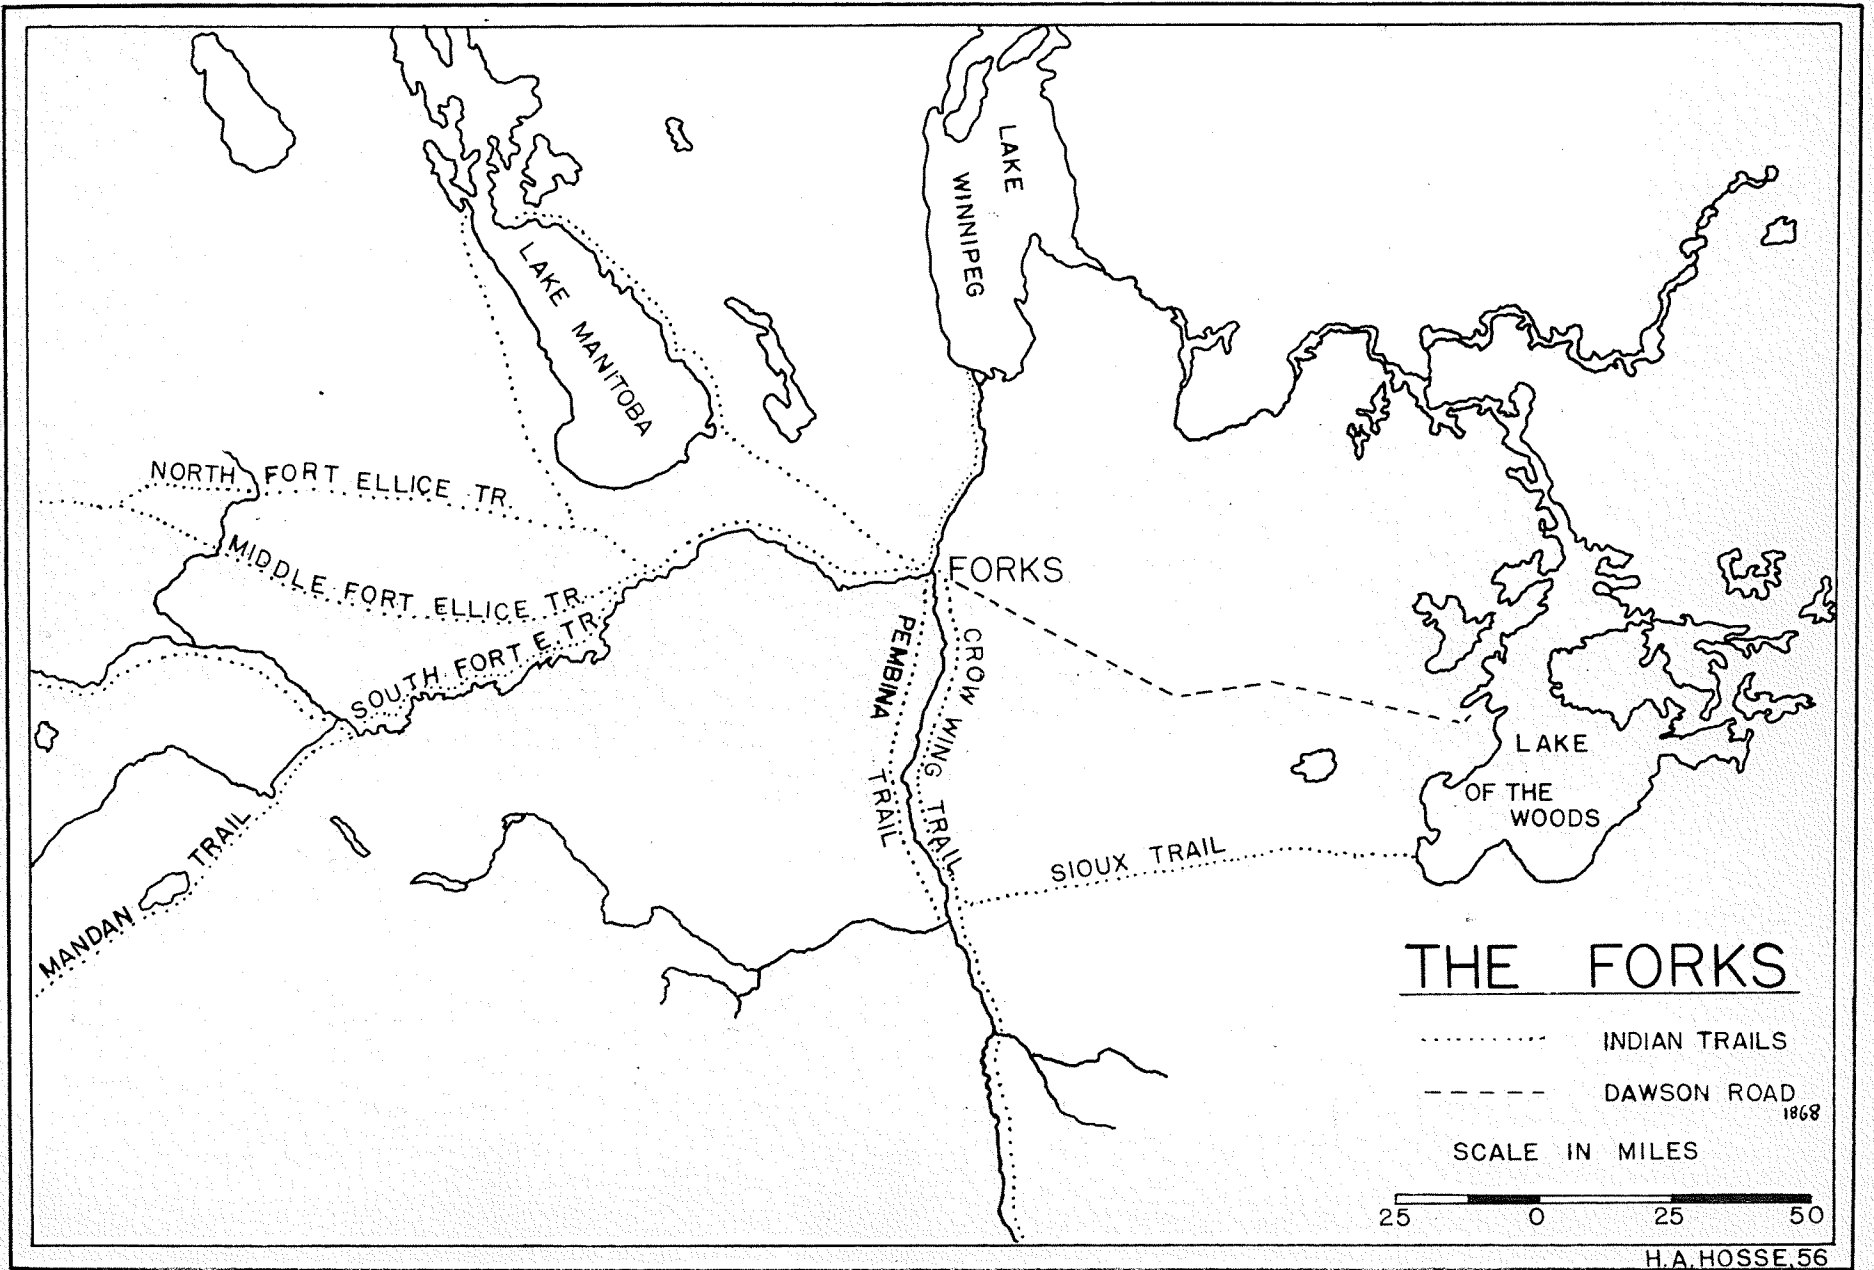 LAKE WINNIPEG
LAKE MANITOBA
NORTH FORT ELLICE TR.
MIDDLE FORT ELLICE TR.
SOUTH FORT E. TR.
FORKS
PEMBINA TRAIL
CROW WING TRAIL
LAKE
OF THE
WOODS
SIOUX TRAIL
MANDAN TRAIL
THE FORKS
INDIAN TRAILS
DAWSON ROAD
1868
SCALE IN MILES
25 0 25 50
H.A.HOSSE,56